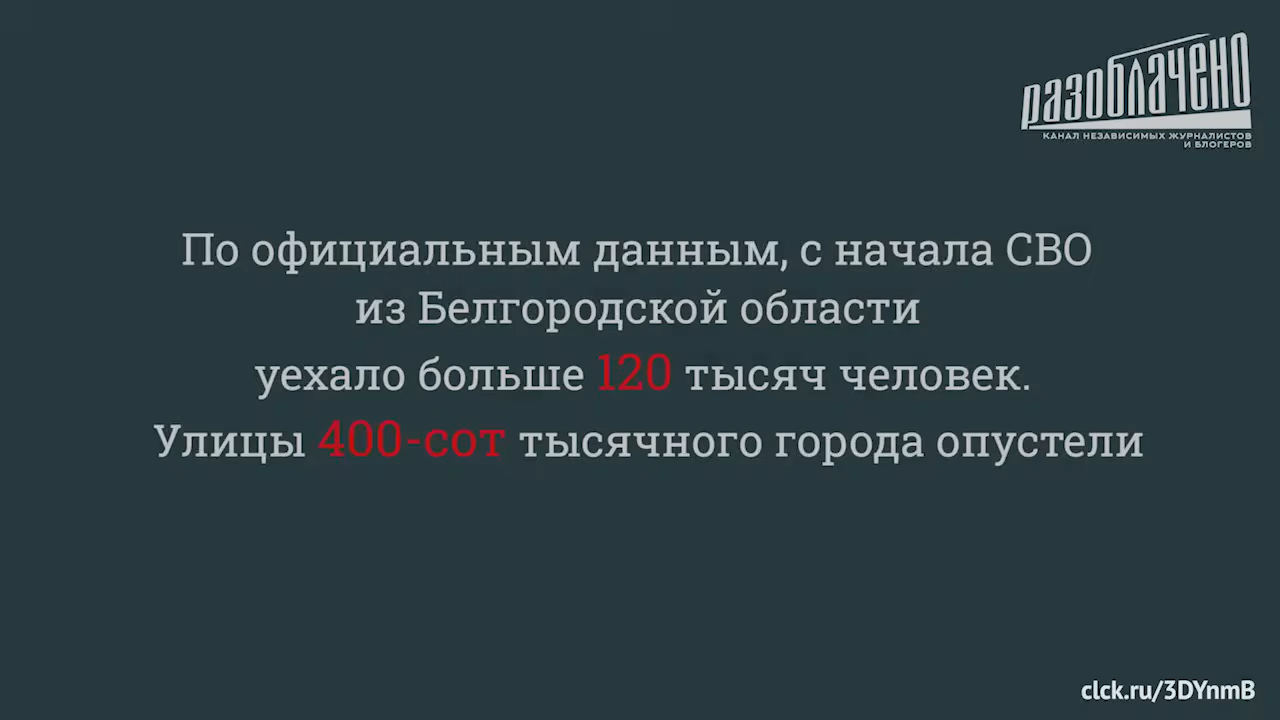 разоблачено
КАНАЛ НЕЗАВИСИМЫХ ЖУРНАЛИСТОВ
И БЛОГЕРОВ
По официальным данным, с начала СВО
из Белгородской области
уехало больше 120 тысяч человек.
Улицы 400-сот тысячного города опустели
clck.ru/3DYnmB